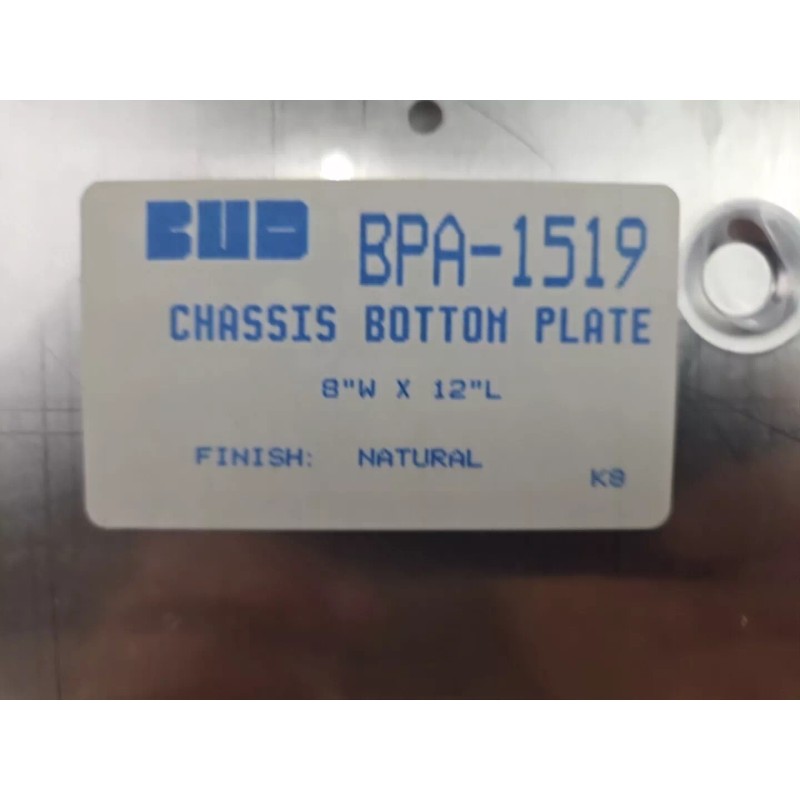 BUD BPA-1519
CHASSIS BOTTOM PLATE
8"W X 12"L
FINISH: NATURAL
K8